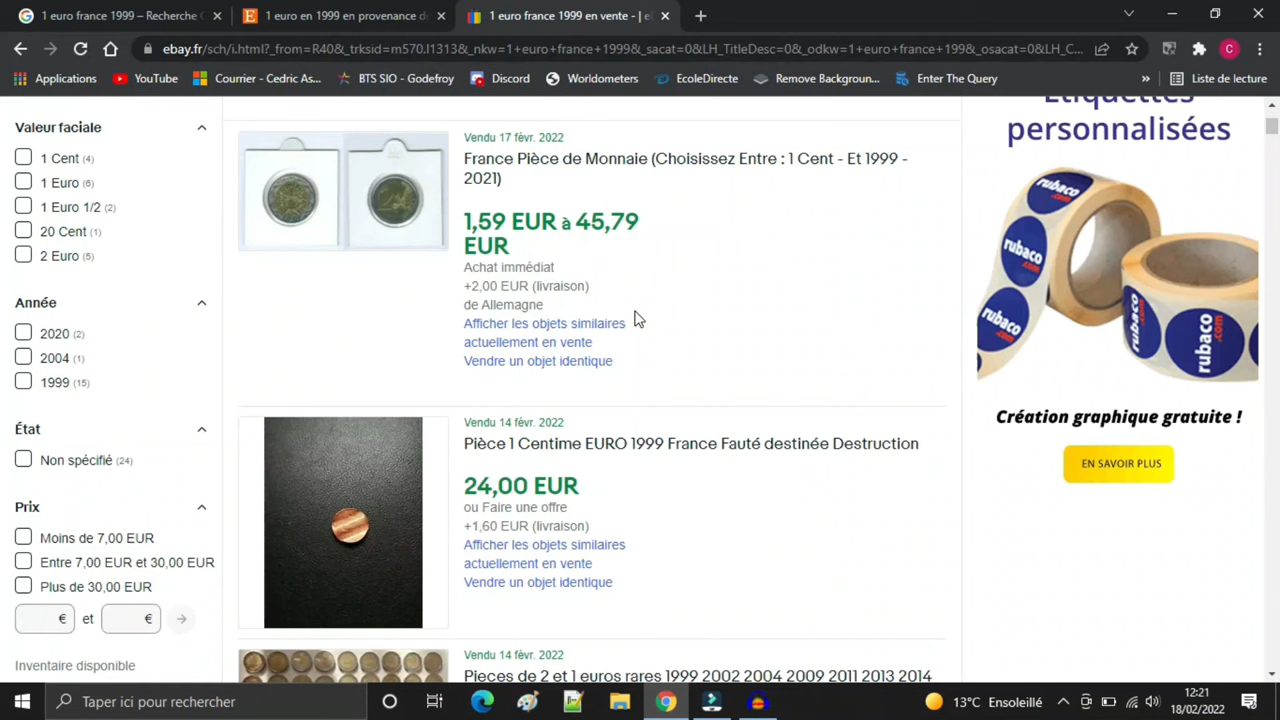 1 euro france 1999 – Recherche G
1 euro en 1999 en provenance d
1 euro france 1999 en vente - | e
ebay.fr/sch/i.html?_from=R40&_trksid=m570.l1313&_nkw=1+euro+france+1999&_sacat=0&LH_TitleDesc=0&_odkw=1+euro+france+199&_osacat=0&LH_C...
C
Applications
YouTube
Courrier - Cedric As...
BTS SIO - Godefroy
Discord
Worldometers
EcoleDirecte
Remove Backgroun...
Enter The Query
»
Liste de lecture
Valeur faciale
1 Cent (4)
1 Euro (6)
1 Euro 1/2 (2)
20 Cent (1)
2 Euro (5)
Année
2020 (2)
2004 (1)
1999 (15)
État
Non spécifié (24)
Prix
Moins de 7,00 EUR
Entre 7,00 EUR et 30,00 EUR
Plus de 30,00 EUR
€ et €
Inventaire disponible
Vendu 17 févr. 2022
France Pièce de Monnaie (Choisissez Entre : 1 Cent - Et 1999 -
2021)
1,59 EUR à 45,79
EUR
Achat immédiat
+2,00 EUR (livraison)
de Allemagne
Afficher les objets similaires
actuellement en vente
Vendre un objet identique
Vendu 14 févr. 2022
Pièce 1 Centime EURO 1999 France Fauté destinée Destruction
24,00 EUR
ou Faire une offre
+1,60 EUR (livraison)
Afficher les objets similaires
actuellement en vente
Vendre un objet identique
Vendu 14 févr. 2022
Pieces de 2 et 1 euros rares 1999 2002 2004 2009 2011 2013 2014
Etiquettes
personnalisées
rubaco.com
rubaco.com
rubaco.com
rubaco.com
rubaco.com
Création graphique gratuite !
EN SAVOIR PLUS
Taper ici pour rechercher
13°C Ensoleillé
12:21
18/02/2022